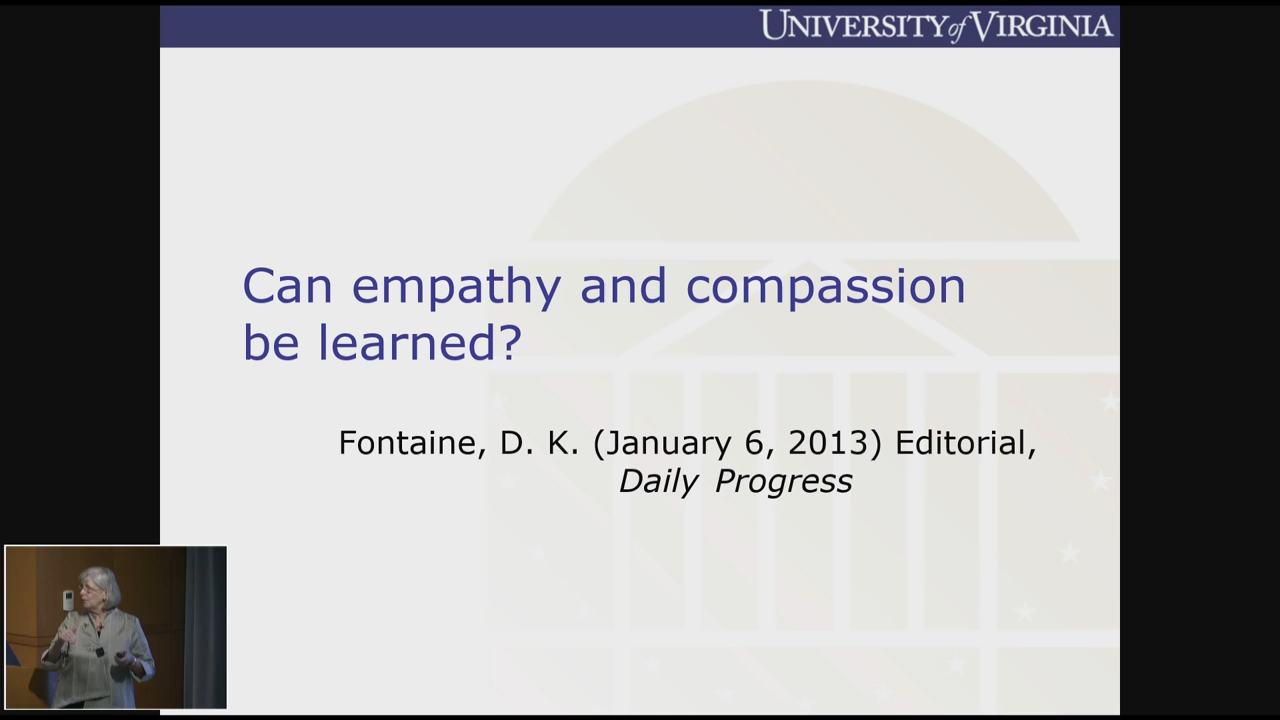 UNIVERSITY of VIRGINIA
Can empathy and compassion
be learned?
Fontaine, D. K. (January 6, 2013) Editorial,
Daily Progress